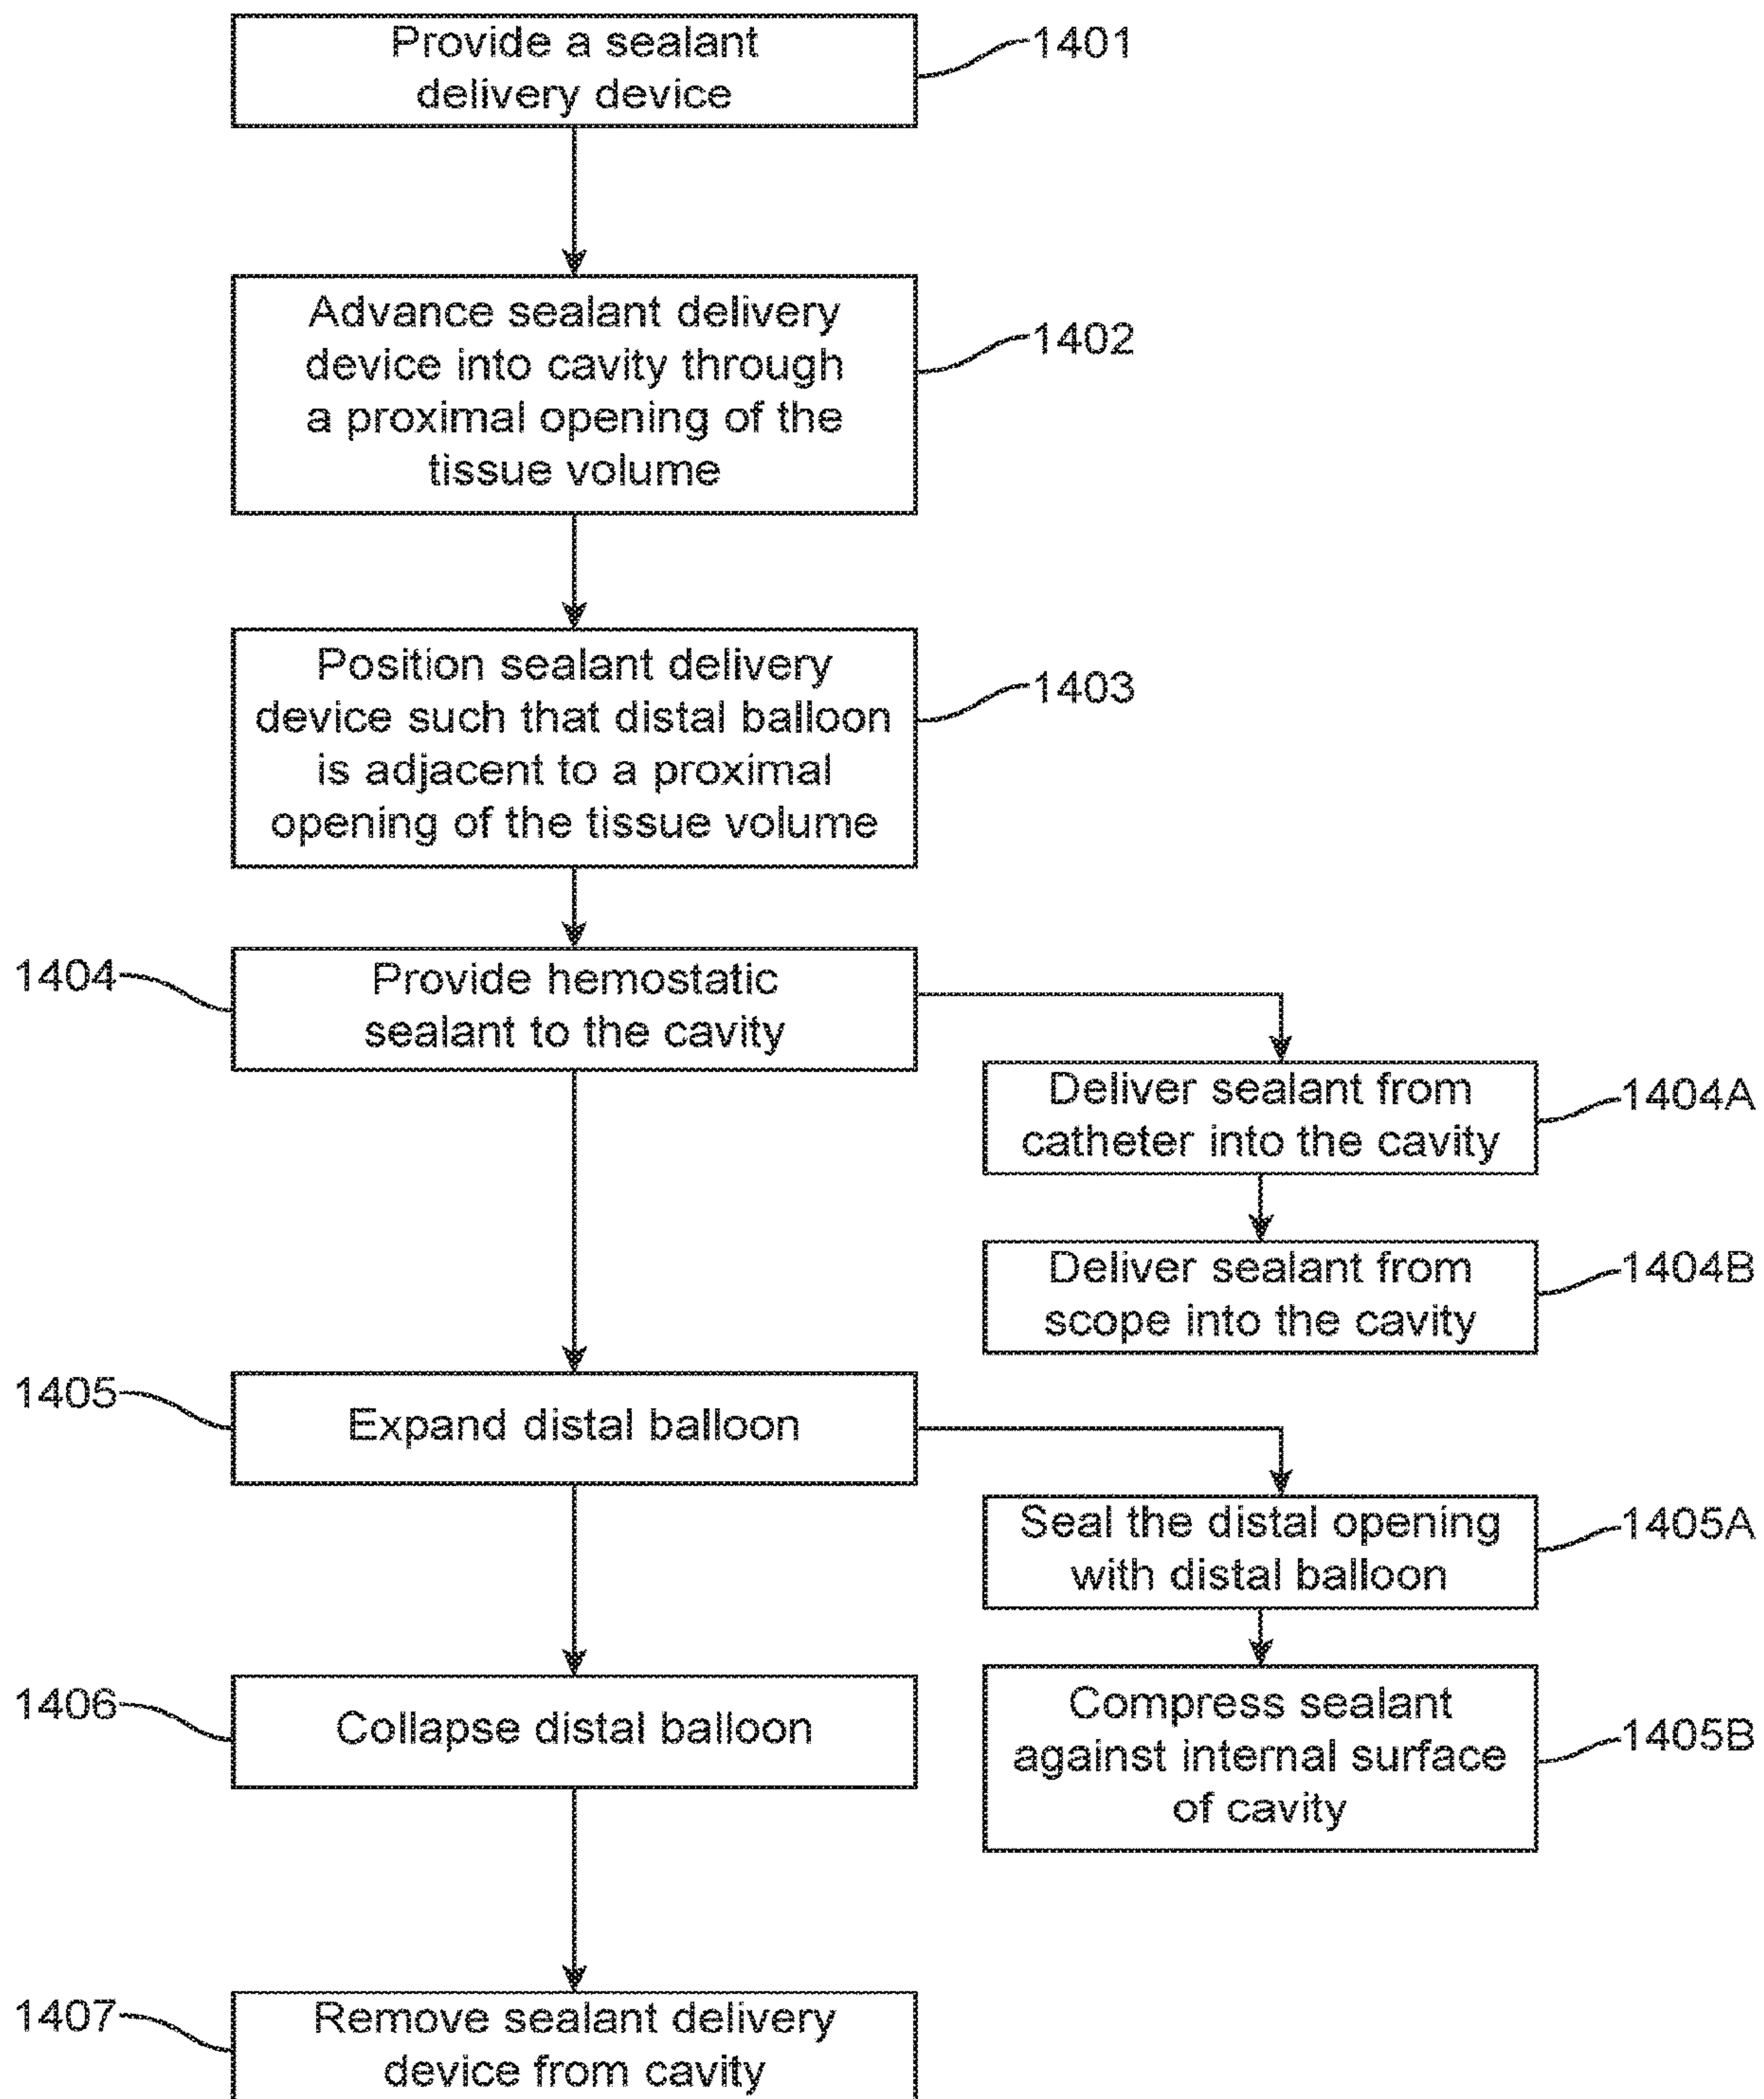 Provide a sealant
delivery device
1401
Advance sealant delivery
device into cavity through
a proximal opening of the
tissue volume
1402
Position sealant delivery
device such that distal balloon
is adjacent to a proximal
opening of the tissue volume
1403
1404
Provide hemostatic
sealant to the cavity
Deliver sealant from
catheter into the cavity
1404A
Deliver sealant from
scope into the cavity
1404B
1405
Expand distal balloon
Seal the distal opening
with distal balloon
1405A
Compress sealant
against internal surface
of cavity
1405B
1406
Collapse distal balloon
1407
Remove sealant delivery
device from cavity